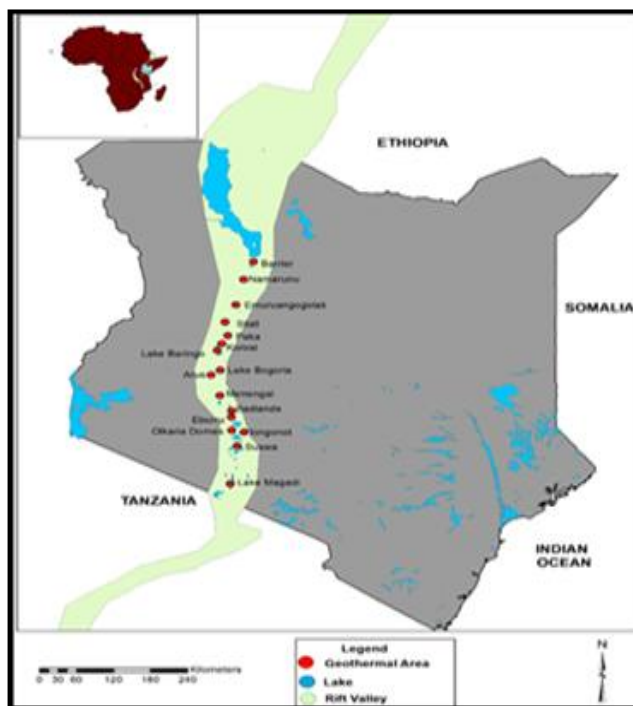 ETHIOPIA
Barrier
Namarunu
Emuruangogolak
Silali
Paka
Korosi
SOMALIA
Lake Baringo
Lake Bogoria
Arus
Menengai
Badlands
Eburru
Olkaria Domes
Longonot
Suswa
Lake Magadi
TANZANIA
INDIAN
OCEAN
N
Legend
Geothermal Area
Lake
Rift Valley
Kilometers
0 30 60 120 180 240